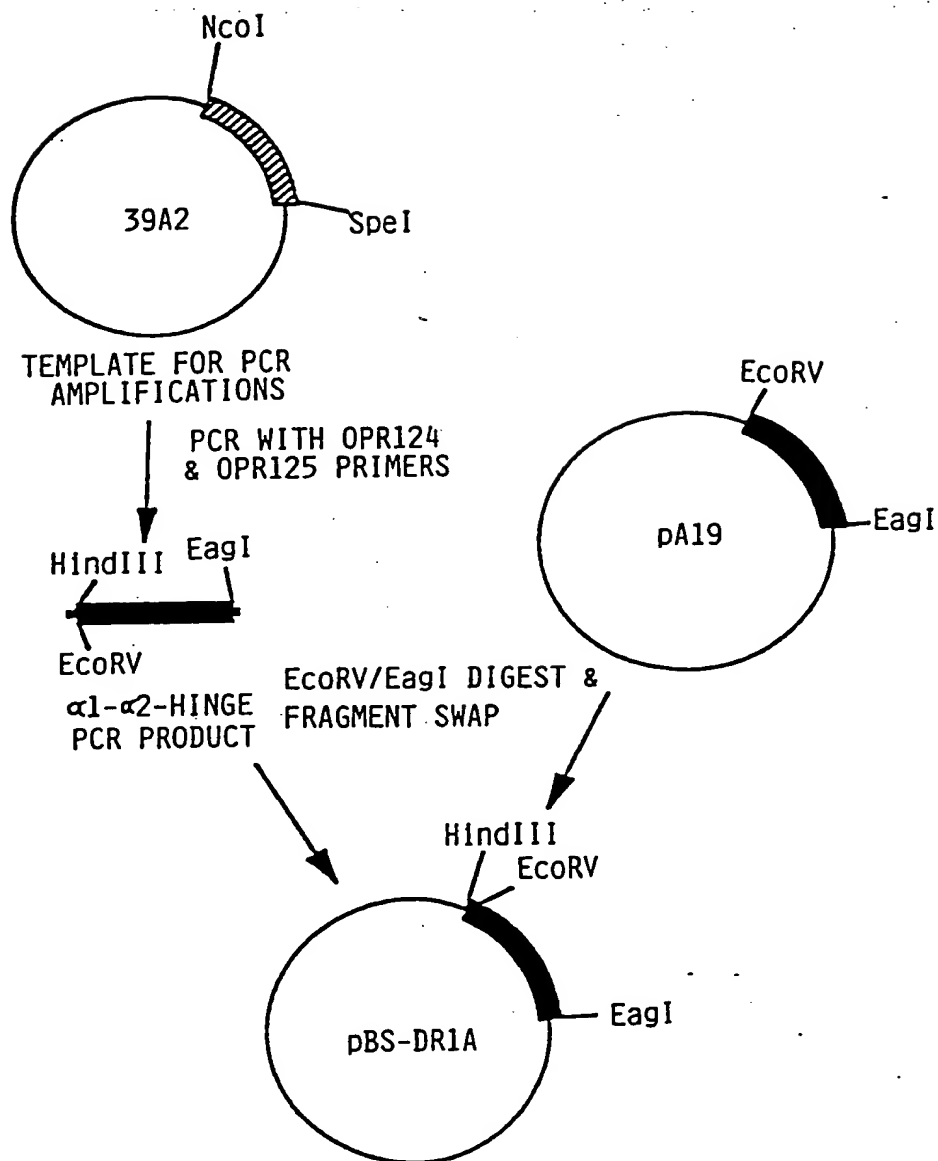 NcoI
39A2
SpeI
TEMPLATE FOR PCR
AMPLIFICATIONS
PCR WITH OPR124
& OPR125 PRIMERS
HindIII EagI
EcoRV
α1-α2-HINGE
PCR PRODUCT
EcoRV
pA19
EagI
EcoRV/EagI DIGEST &
FRAGMENT SWAP
HindIII
EcoRV
EagI
pBS-DR1A